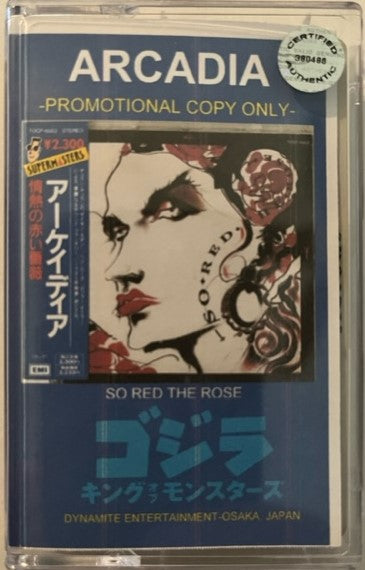 ARCADIA
-PROMOTIONAL COPY ONLY-
CERTIFIED
380488
AUTHENTIC
STEREO
¥2,300
SUPERMASTERS
アーケイディア
情熱の赤い薔薇
EMI
SO RED
SO RED THE ROSE
ゴジラ
キングオブモンスターズ
DYNAMITE ENTERTAINMENT-OSAKA, JAPAN